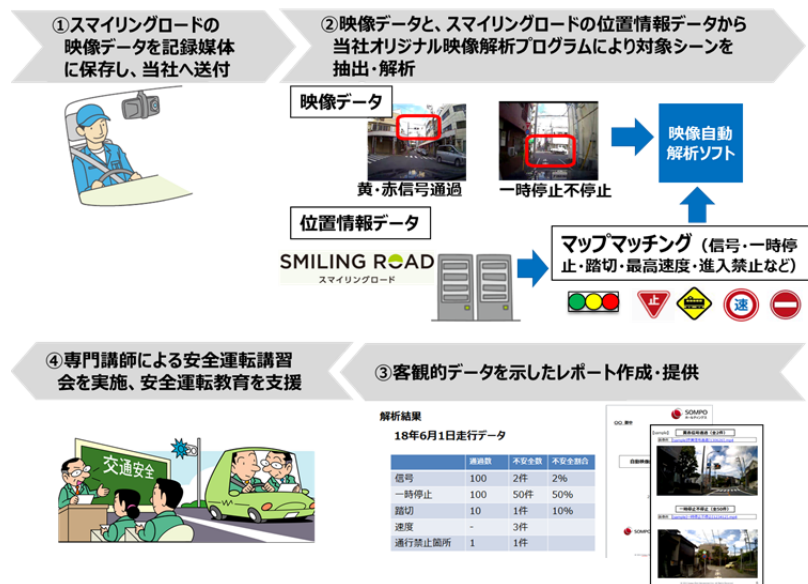 ①スマイリングロードの
映像データを記録媒体
に保存し、当社へ送付
②映像データと、スマイリングロードの位置情報データから
当社オリジナル映像解析プログラムにより対象シーンを
抽出・解析
映像データ
黄・赤信号通過
一時停止不停止
映像自動
解析ソフト
位置情報データ
SMILING ROAD
スマイリングロード
マップマッチング（信号・一時停
止・踏切・最高速度・進入禁止など）
止
速
④専門講師による安全運転講習
会を実施、安全運転教育を支援
交通安全
③客観的データを示したレポート作成・提供
解析結果
18年6月1日走行データ
通過数 不安全数 不安全割合
信号 100 2件 2%
一時停止 100 50件 50%
踏切 10 1件 10%
速度 - 3件
通行禁止箇所 1 1件
SOMPO